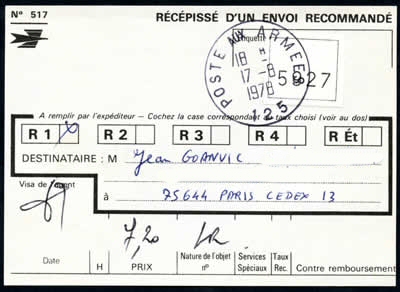 N° 517
RÉCÉPISSÉ D'UN ENVOI RECOMMANDÉ
Étiquette
POSTE AUX ARMÉES
18 H
17-8
1978
125
5827
A remplir par l'expéditeur – Cochez la case correspondant au taux choisi (voir au dos)
R 1 X R 2 R 3 R 4 R Ét
DESTINATAIRE : M Jean GOANVIC
Visa de l'agent
à 75644 PARIS CEDEX 13
7,20 LR
Date H PRIX Nature de l'objet n° Services Spéciaux Taux Rec. Contre remboursement